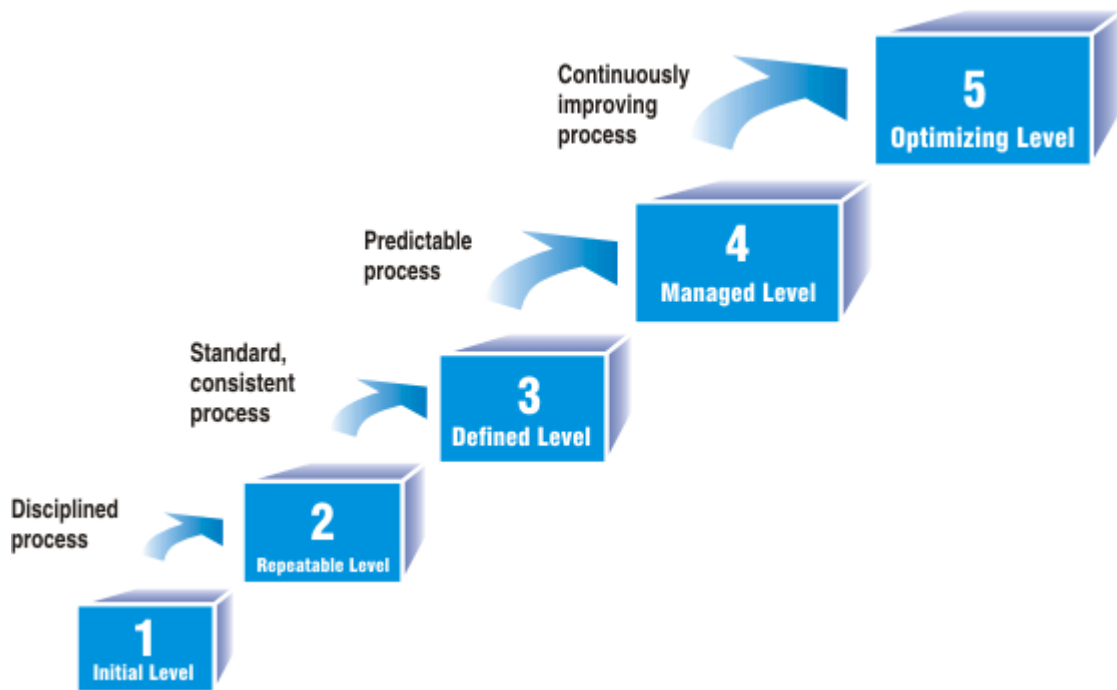 Continuously
improving
process
5
Optimizing Level
Predictable
process
4
Managed Level
Standard,
consistent
process
3
Defined Level
Disciplined
process
2
Repeatable Level
1
Initial Level